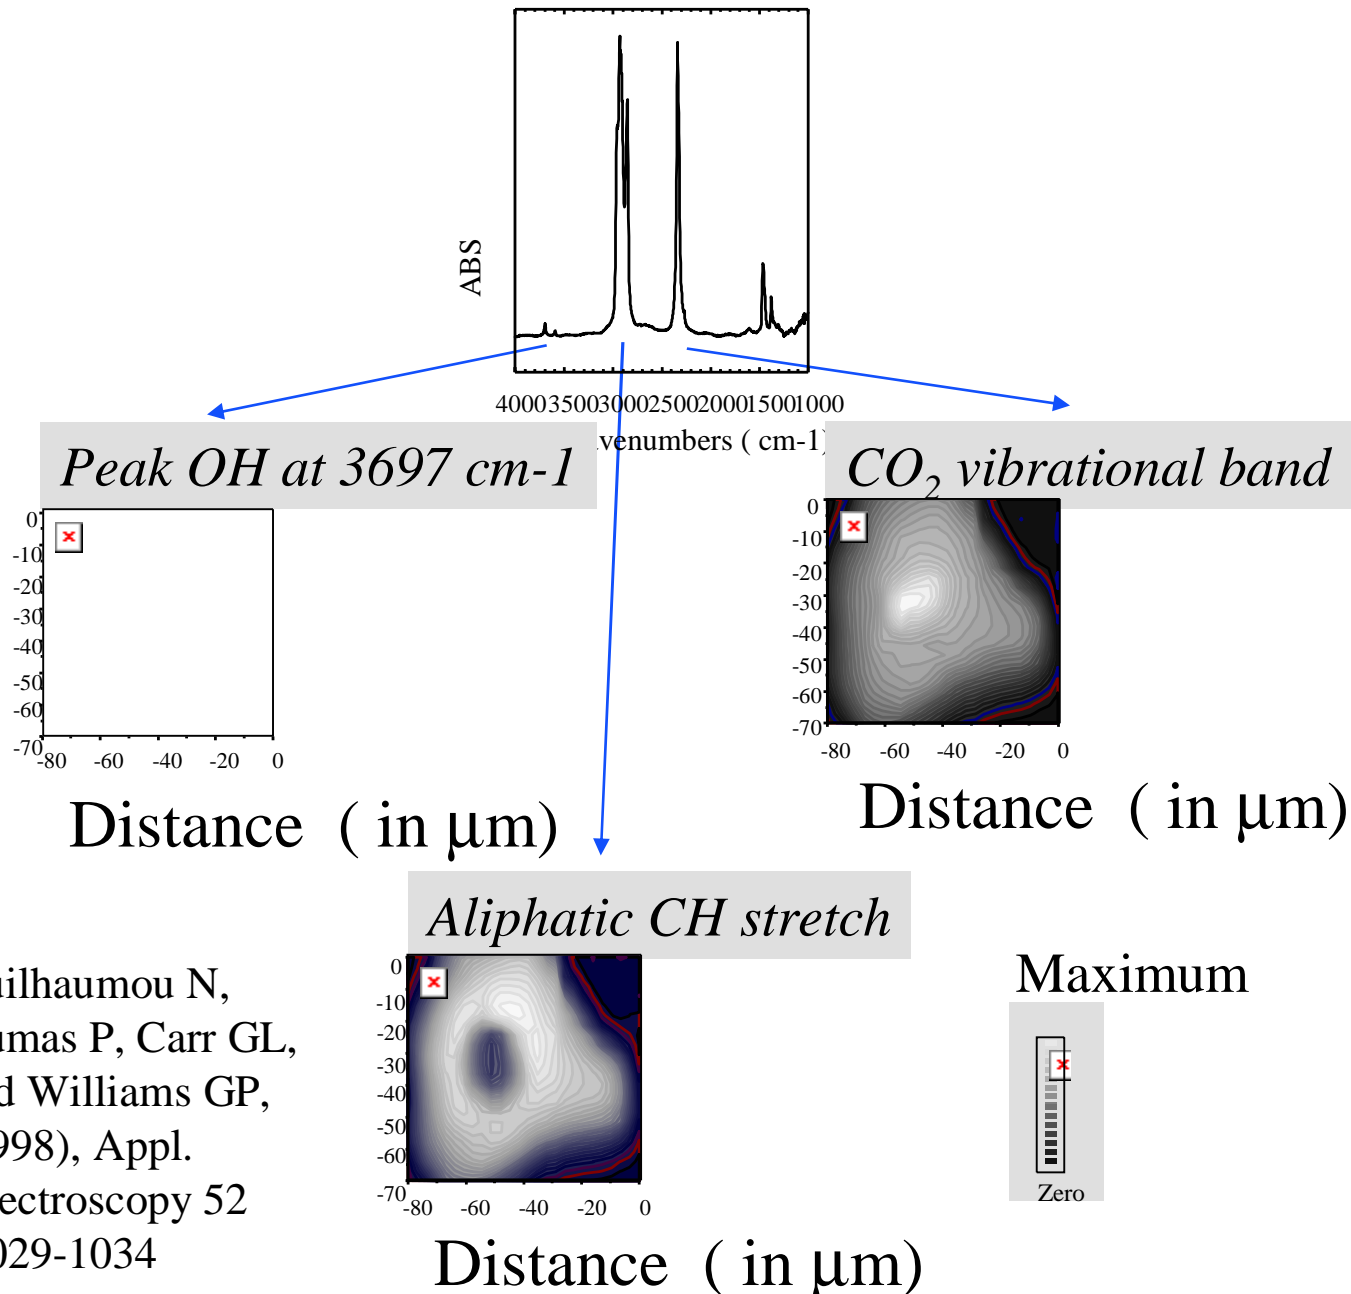 ABS
4000350030002500200015001000
venumbers ( cm-1)
Peak OH at 3697 cm-1
CO2 vibrational band
0
-10
-20
-30
-40
-50
-60
-70
-80 -60 -40 -20 0
Distance ( in μm)
0
-10
-20
-30
-40
-50
-60
-70
-80 -60 -40 -20 0
Distance ( in μm)
Aliphatic CH stretch
0
-10
-20
-30
-40
-50
-60
-70
-80 -60 -40 -20 0
Distance ( in μm)
uilhaumou N,
umas P, Carr GL,
d Williams GP,
998), Appl.
ectroscopy 52
029-1034
Maximum
Zero